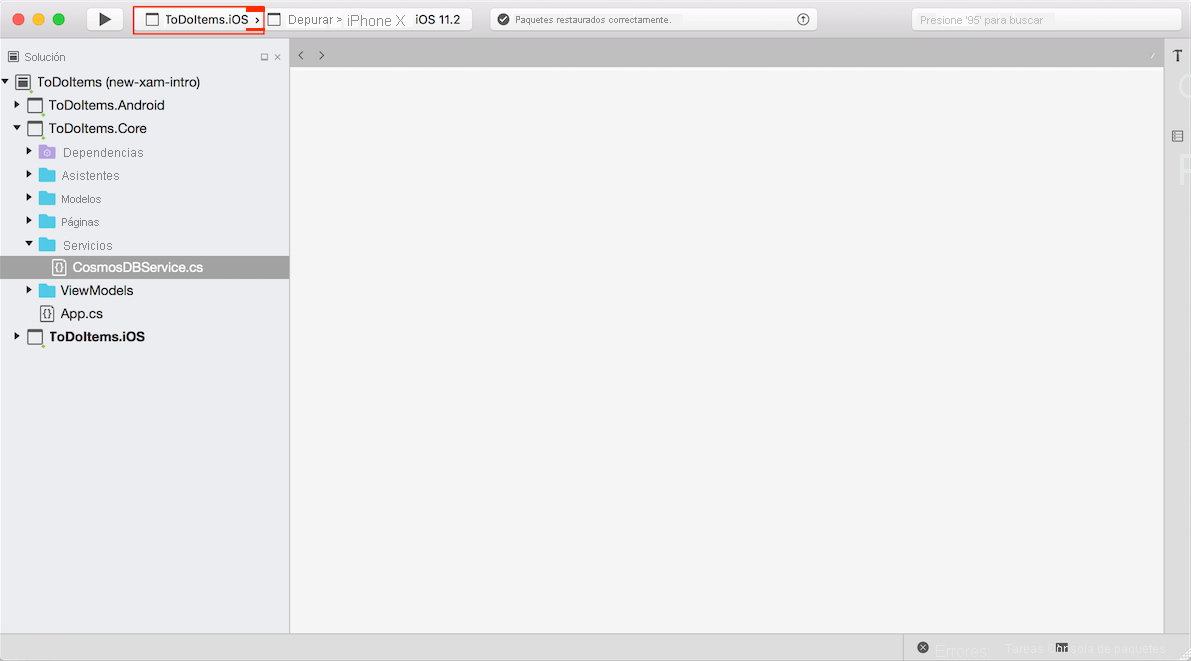 ToDoItems.iOS › Depurar > iPhone X iOS 11.2
Paquetes restaurados correctamente.
Presione '95' para buscar
Solución
ToDoItems (new-xam-intro)
ToDoItems.Android
ToDoItems.Core
Dependencias
Asistentes
Modelos
Páginas
Servicios
CosmosDBService.cs
ViewModels
App.cs
ToDoItems.iOS
Errores
Tareas
de paquetes